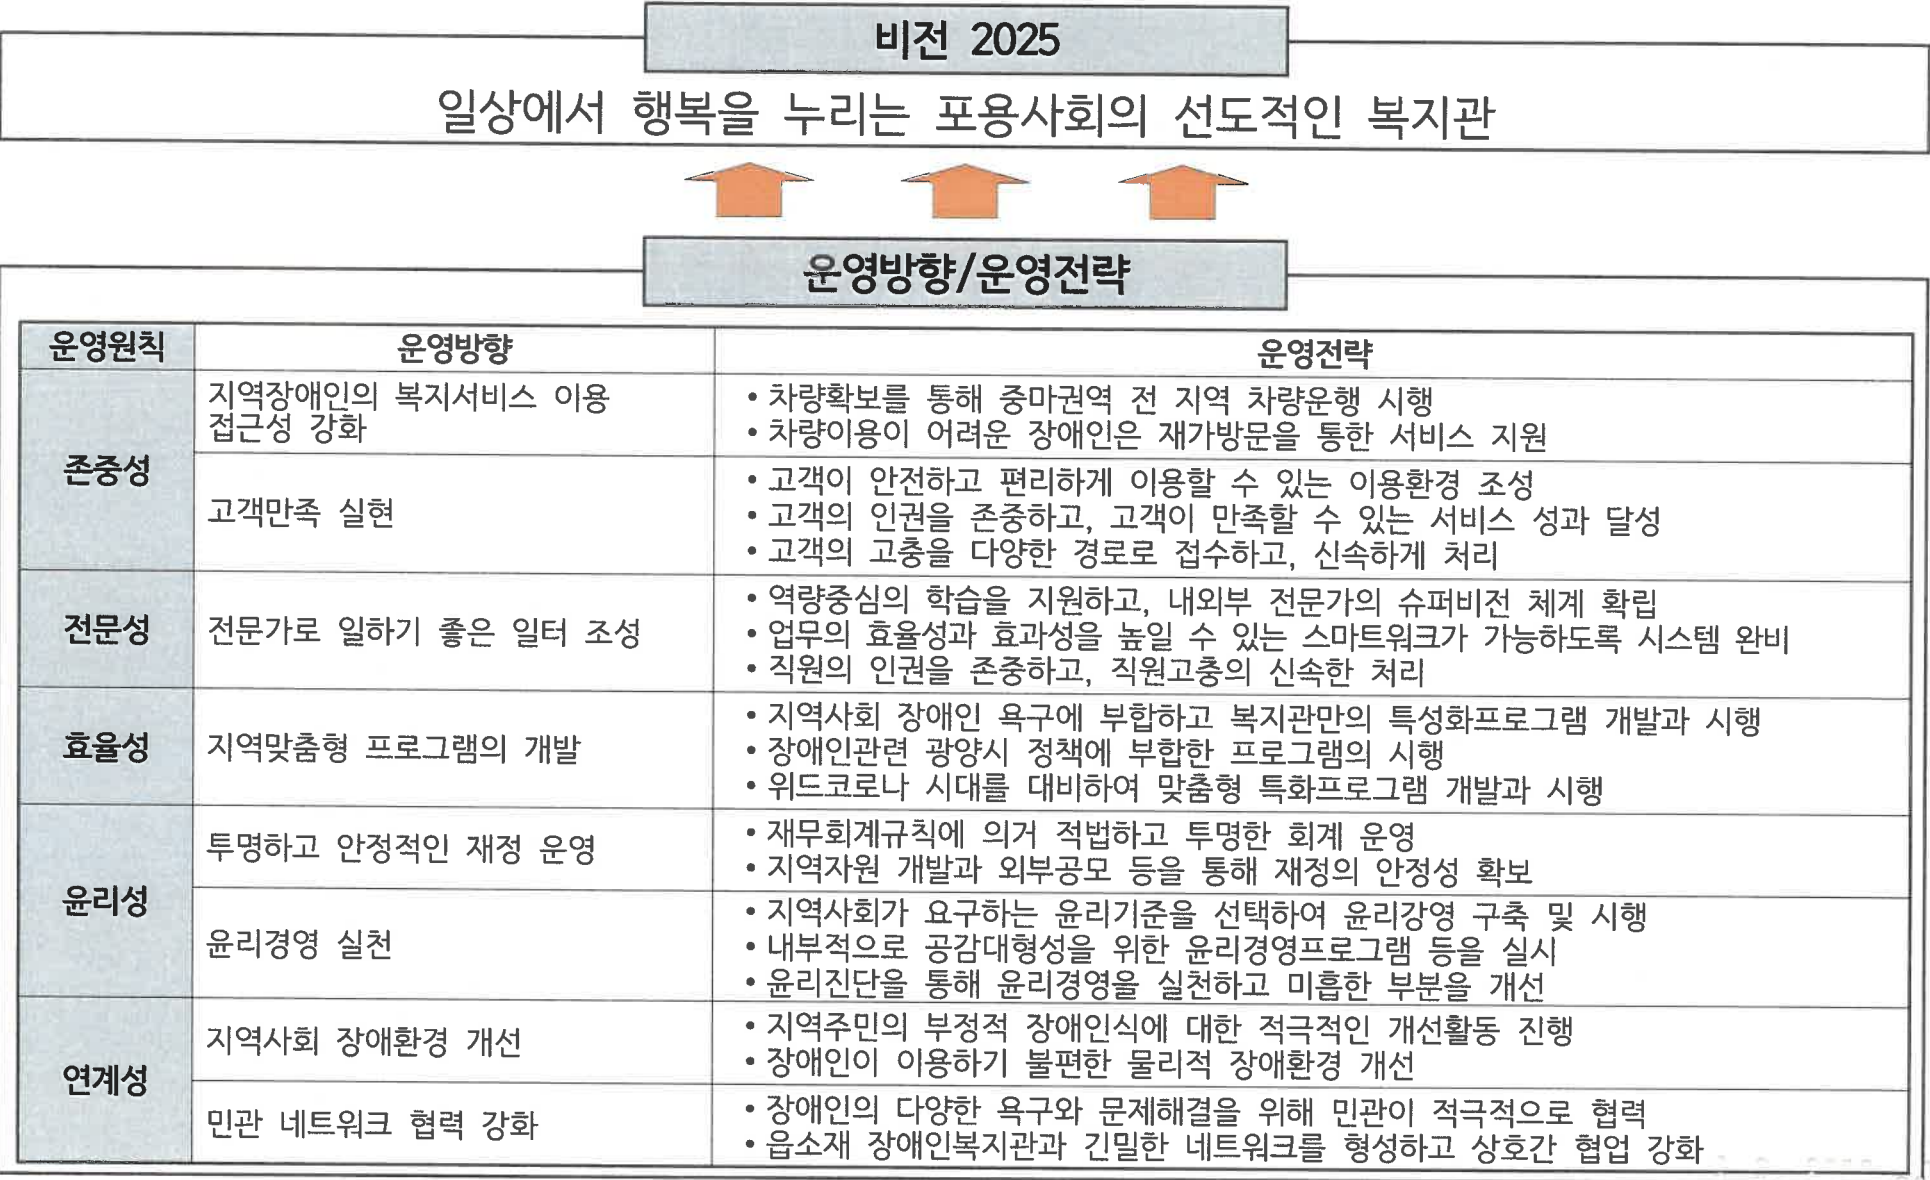 비전 2025
일상에서 행복을 누리는 포용사회의 선도적인 복지관
운영방향/운영전략
운영원칙 운영방향 운영전략
존중성
지역장애인의 복지서비스 이용
접근성 강화
• 차량확보를 통해 중마권역 전 지역 차량운행 시행
• 차량이용이 어려운 장애인은 재가방문을 통한 서비스 지원
고객만족 실현
• 고객이 안전하고 편리하게 이용할 수 있는 이용환경 조성
• 고객의 인권을 존중하고, 고객이 만족할 수 있는 서비스 성과 달성
• 고객의 고충을 다양한 경로로 접수하고, 신속하게 처리
전문성
전문가로 일하기 좋은 일터 조성
• 역량중심의 학습을 지원하고, 내외부 전문가의 슈퍼비전 체계 확립
• 업무의 효율성과 효과성을 높일 수 있는 스마트워크가 가능하도록 시스템 완비
• 직원의 인권을 존중하고, 직원고충의 신속한 처리
효율성
지역맞춤형 프로그램의 개발
• 지역사회 장애인 욕구에 부합하고 복지관만의 특성화프로그램 개발과 시행
• 장애인관련 광양시 정책에 부합한 프로그램의 시행
• 위드코로나 시대를 대비하여 맞춤형 특화프로그램 개발과 시행
윤리성
투명하고 안정적인 재정 운영
• 재무회계규칙에 의거 적법하고 투명한 회계 운영
• 지역자원 개발과 외부공모 등을 통해 재정의 안정성 확보
윤리경영 실천
• 지역사회가 요구하는 윤리기준을 선택하여 윤리강영 구축 및 시행
• 내부적으로 공감대형성을 위한 윤리경영프로그램 등을 실시
• 윤리진단을 통해 윤리경영을 실천하고 미흡한 부분을 개선
연계성
지역사회 장애환경 개선
• 지역주민의 부정적 장애인식에 대한 적극적인 개선활동 진행
• 장애인이 이용하기 불편한 물리적 장애환경 개선
민관 네트워크 협력 강화
• 장애인의 다양한 욕구와 문제해결을 위해 민관이 적극적으로 협력
• 읍소재 장애인복지관과 긴밀한 네트워크를 형성하고 상호간 협업 강화